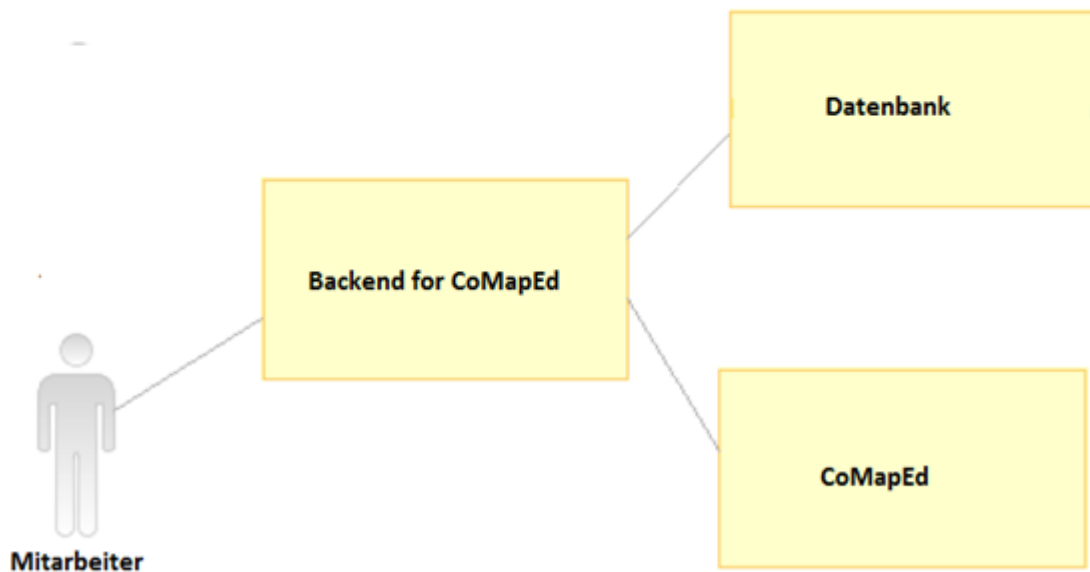 Datenbank
Backend for CoMapEd
CoMapEd
Mitarbeiter